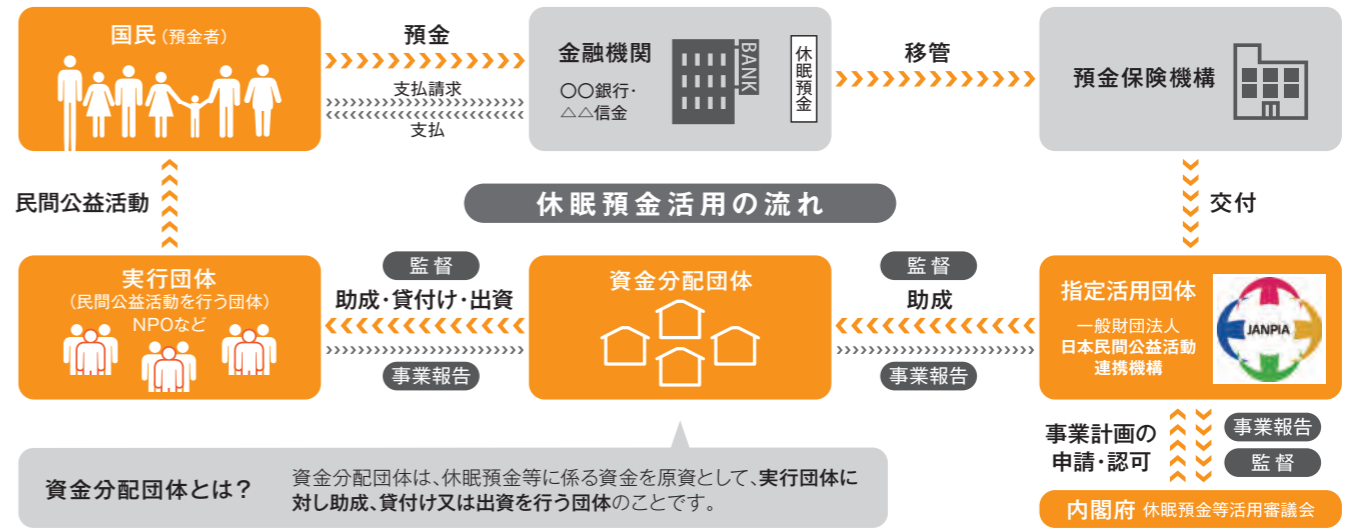 国民（預金者）
預金
支払請求
支払
金融機関
〇〇銀行・
△△信金
BANK
休眠預金
移管
預金保険機構
民間公益活動
休眠預金活用の流れ
交付
実行団体
（民間公益活動を行う団体）
NPOなど
監督
助成・貸付け・出資
事業報告
資金分配団体
監督
助成
事業報告
指定活用団体
一般財団法人
日本民間公益活動
連携機構
JANPIA
事業計画の
申請・認可
事業報告
監督
資金分配団体とは？
資金分配団体は、休眠預金等に係る資金を原資として、実行団体に
対し助成、貸付け又は出資を行う団体のことです。
内閣府 休眠預金等活用審議会